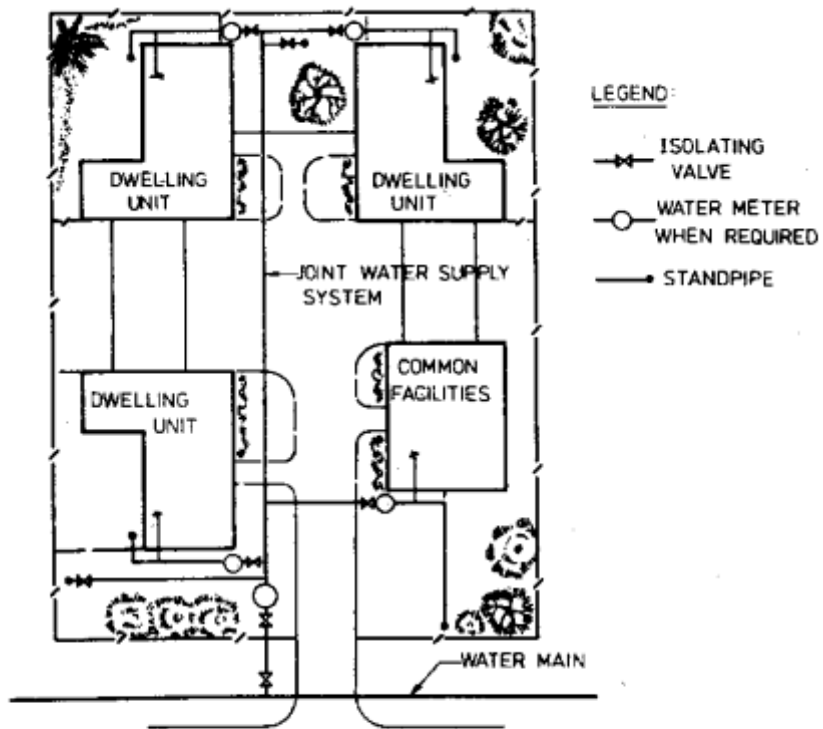 LEGEND:
ISOLATING
VALVE
WATER METER
WHEN REQUIRED
STANDPIPE
DWELLING
UNIT
DWELLING
UNIT
JOINT WATER SUPPLY
SYSTEM
DWELLING
UNIT
COMMON
FACILITIES
WATER MAIN